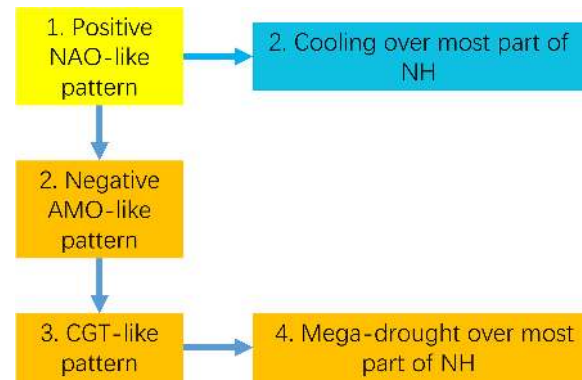 1. Positive
NAO-like
pattern
2. Cooling over most part of
NH
2. Negative
AMO-like
pattern
3. CGT-like
pattern
4. Mega-drought over most
part of NH